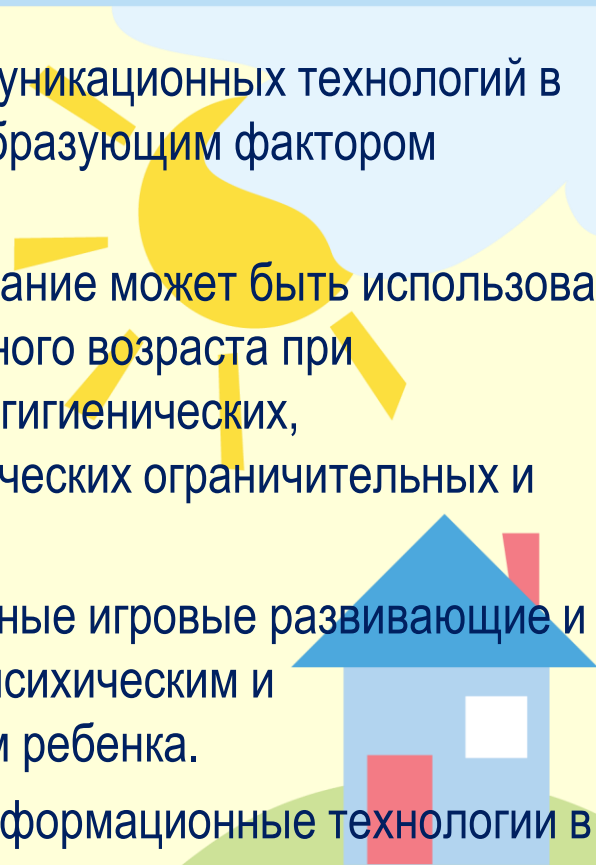 уникационных технологий в
бразующим фактором
ание может быть использова
ного возраста при
гигиенических,
ческих ограничительных и
ные игровые развивающие и
психическим и
м ребенка.
формационные технологии в